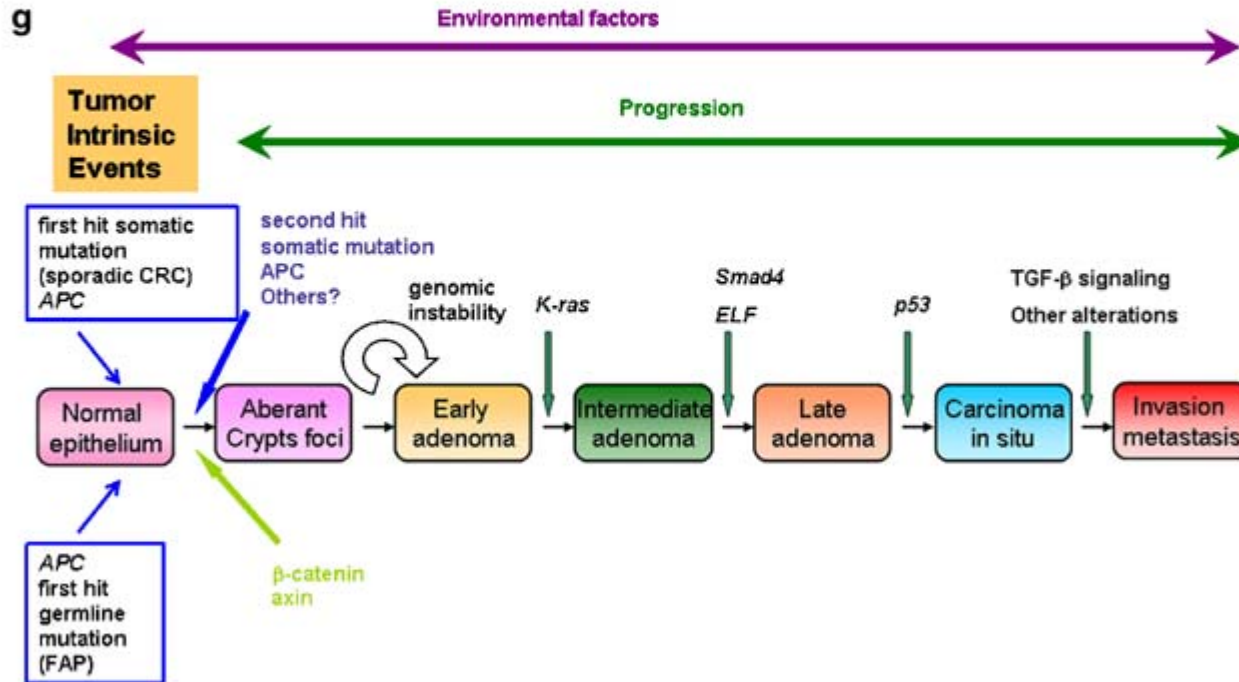 g
Environmental factors
Tumor
Intrinsic
Events
Progression
first hit somatic
mutation
(sporadic CRC)
APC
second hit
somatic mutation
APC
Others?
genomic
instability
K-ras
Smad4
ELF
p53
TGF-β signaling
Other alterations
Normal
epithelium
Aberant
Crypts foci
Early
adenoma
Intermediate
adenoma
Late
adenoma
Carcinoma
in situ
Invasion
metastasis
APC
first hit
germline
mutation
(FAP)
β-catenin
axin